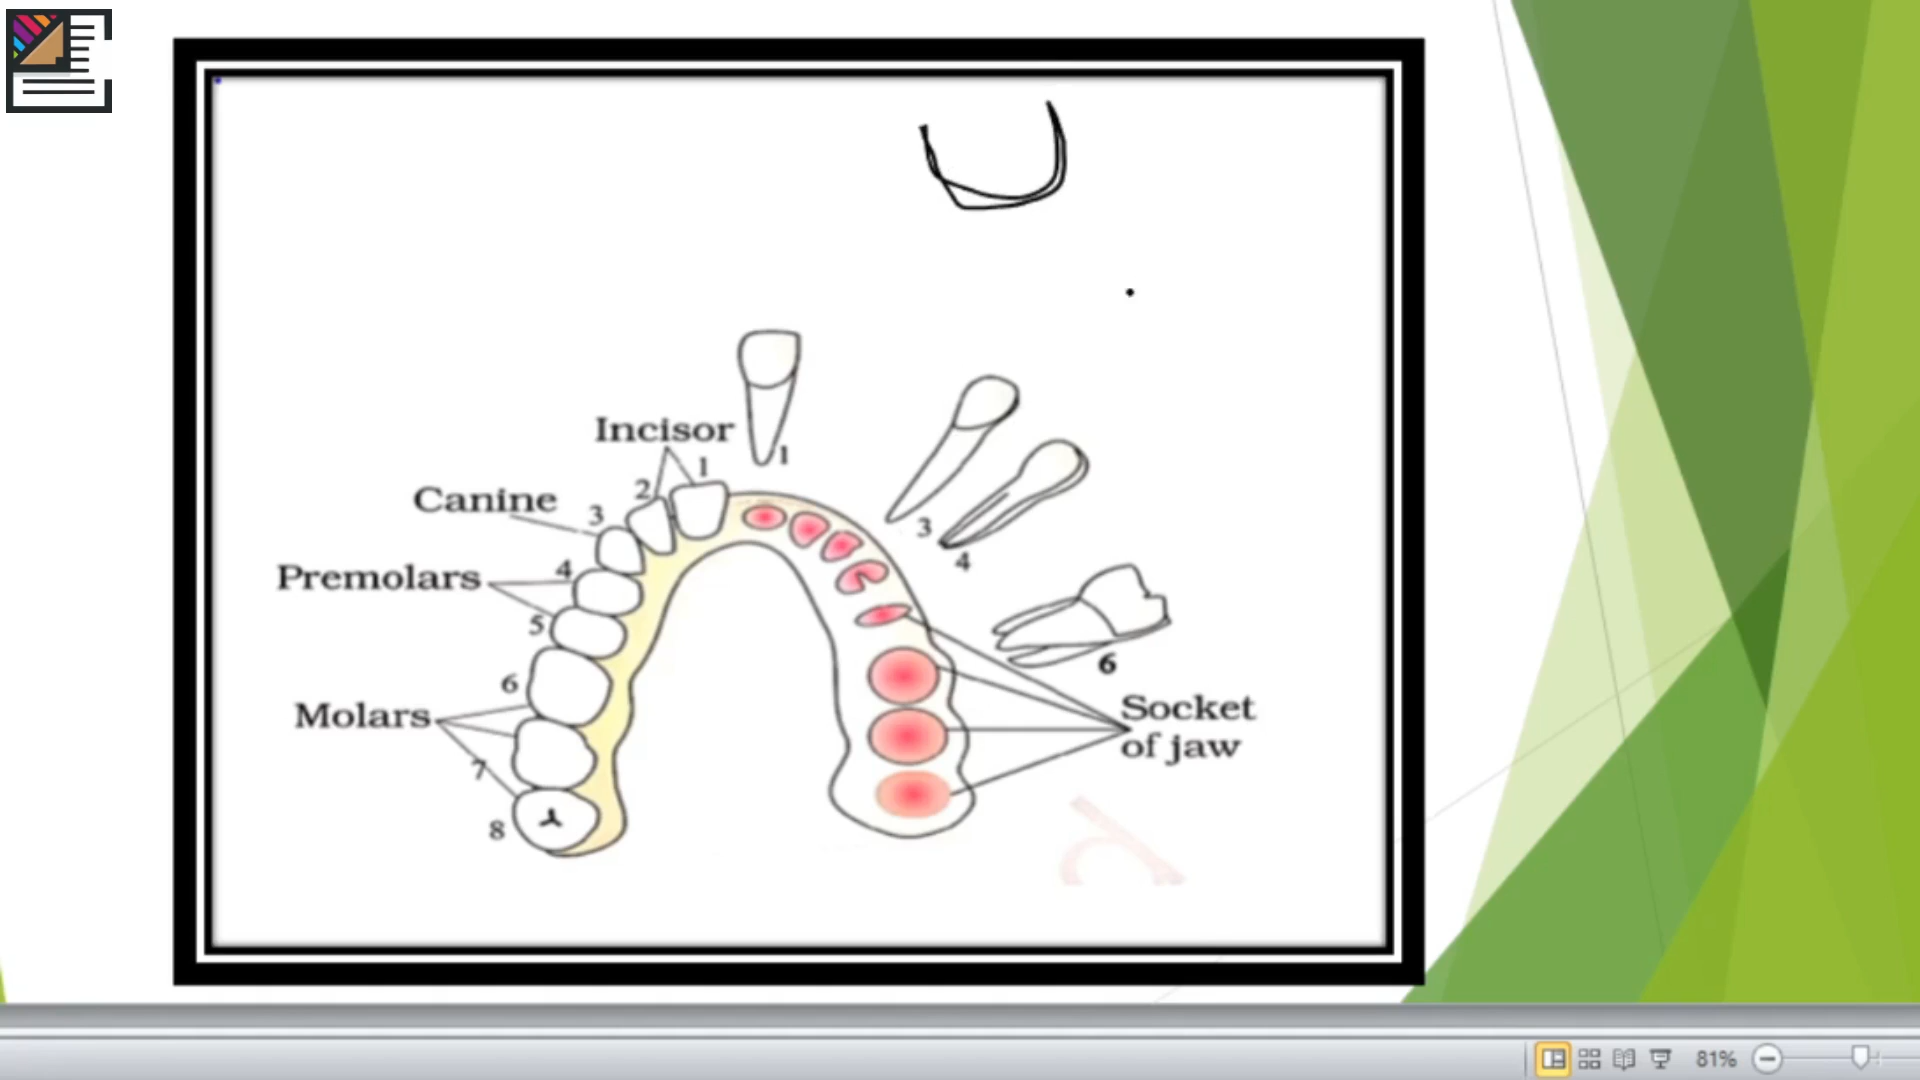 Incisor
1
1
2
Canine
3
3
4
4
Premolars
5
6
6
Molars
7
8
Socket
of jaw
81%